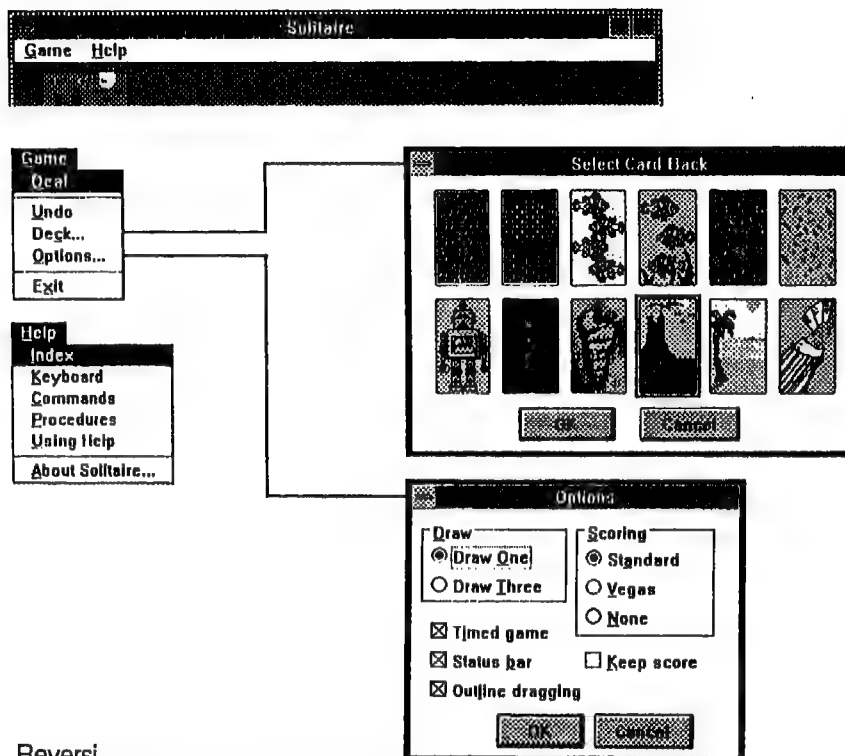 Solitaire
Game Help
Game
Deal
Undo
Deck...
Options...
Exit
Help
Index
Keyboard
Commands
Procedures
Using Help
About Solitaire...
Select Card Back
OK Cancel
Options
Draw
Draw One
Draw Three
Scoring
Standard
Vegas
None
Timed game
Status bar
Keep score
Outline dragging
OK Cancel
Reversi